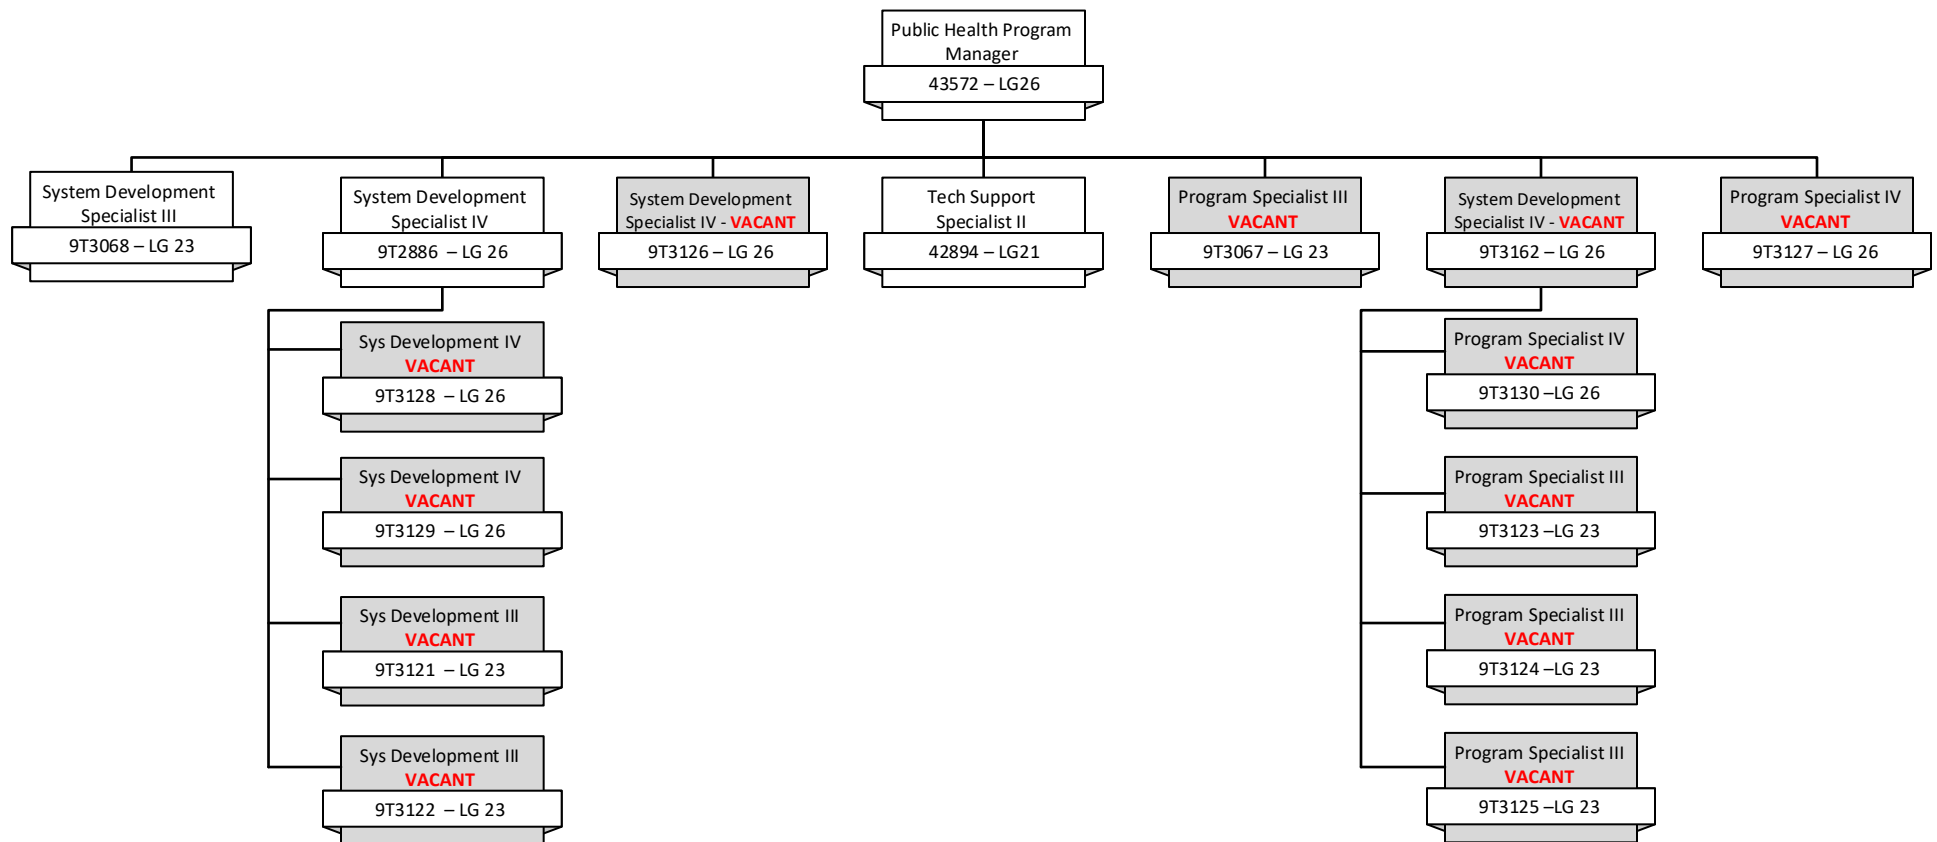 Public Health Program
Manager
43572 – LG26
System Development
Specialist III
9T3068 – LG 23
System Development
Specialist IV
9T2886 – LG 26
System Development
Specialist IV - VACANT
9T3126 – LG 26
Tech Support
Specialist II
42894 – LG21
Program Specialist III
VACANT
9T3067 – LG 23
System Development
Specialist IV - VACANT
9T3162 – LG 26
Program Specialist IV
VACANT
9T3127 – LG 26
Sys Development IV
VACANT
9T3128 – LG 26
Sys Development IV
VACANT
9T3129 – LG 26
Sys Development III
VACANT
9T3121 – LG 23
Sys Development III
VACANT
9T3122 – LG 23
Program Specialist IV
VACANT
9T3130 –LG 26
Program Specialist III
VACANT
9T3123 –LG 23
Program Specialist III
VACANT
9T3124 –LG 23
Program Specialist III
VACANT
9T3125 –LG 23